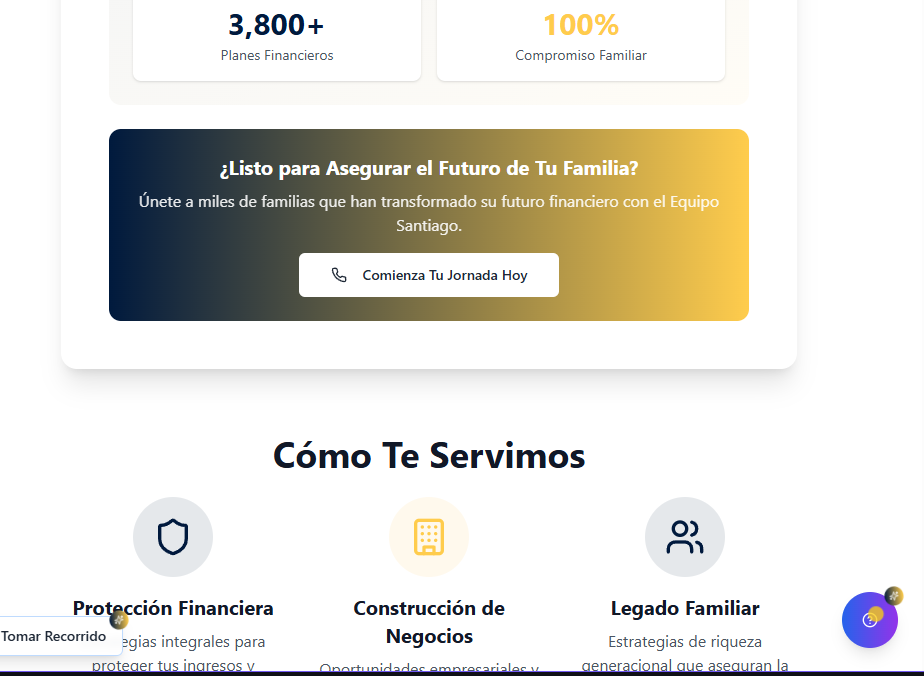 3,800+
Planes Financieros
100%
Compromiso Familiar
¿Listo para Asegurar el Futuro de Tu Familia?
Únete a miles de familias que han transformado su futuro financiero con el Equipo
Santiago.
Comienza Tu Jornada Hoy
Cómo Te Servimos
Protección Financiera
egias integrales para
proteger tus ingresos y
Construcción de
Negocios
Oportunidades empresariales y
Legado Familiar
Estrategias de riqueza
generacional que aseguran la
Tomar Recorrido